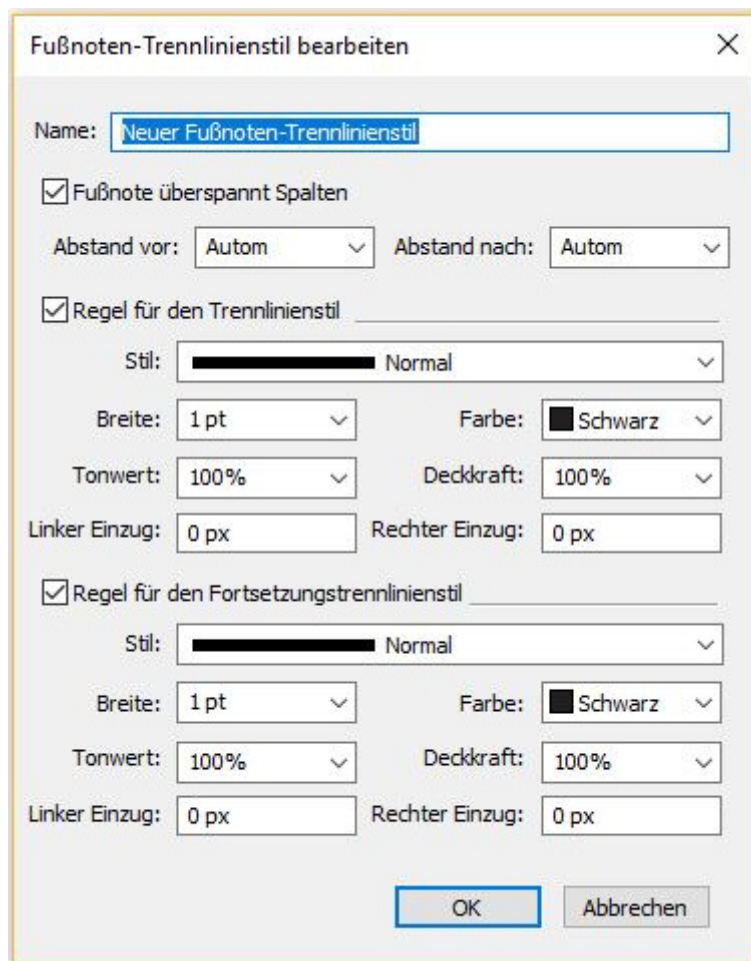 Fußnoten-Trennlinienstil bearbeiten
Name: Neuer Fußnoten-Trennlinienstil
Fußnote überspannt Spalten
Abstand vor: Autom Abstand nach: Autom
Regel für den Trennlinienstil
Stil: Normal
Breite: 1 pt Farbe: Schwarz
Tonwert: 100% Deckkraft: 100%
Linker Einzug: 0 px Rechter Einzug: 0 px
Regel für den Fortsetzungstrennlinienstil
Stil: Normal
Breite: 1 pt Farbe: Schwarz
Tonwert: 100% Deckkraft: 100%
Linker Einzug: 0 px Rechter Einzug: 0 px
OK Abbrechen